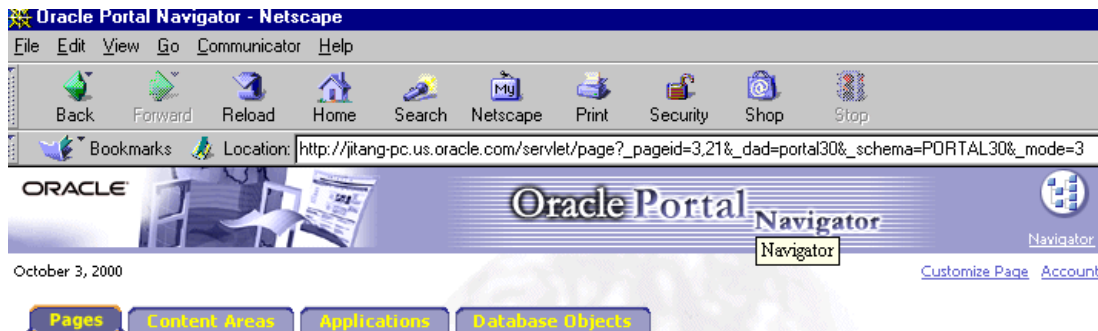 Oracle Portal Navigator - Netscape
File Edit View Go Communicator Help
Back Forward Reload Home Search My Netscape Print Security Shop Stop
Bookmarks Location: http://jitang-pc.us.oracle.com/servlet/page?_pageid=3,21&_dad=portal30&_schema=PORTAL30&_mode=3
ORACLE Oracle Portal Navigator
Navigator Navigator
October 3, 2000 Customize Page Account
Pages Content Areas Applications Database Objects